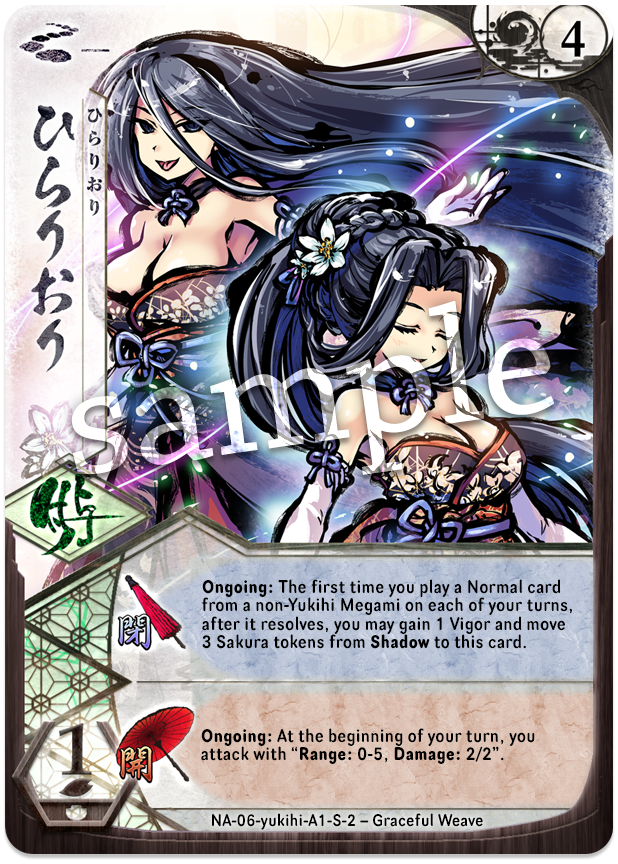 4
ひらりおり
ひらりおり
sample
付与
閉
Ongoing: The first time you play a Normal card
from a non-Yukihi Megami on each of your turns,
after it resolves, you may gain 1 Vigor and move
3 Sakura tokens from Shadow to this card.
開
Ongoing: At the beginning of your turn, you
attack with “Range: 0-5, Damage: 2/2”.
1
NA-06-yukihi-A1-S-2 – Graceful Weave